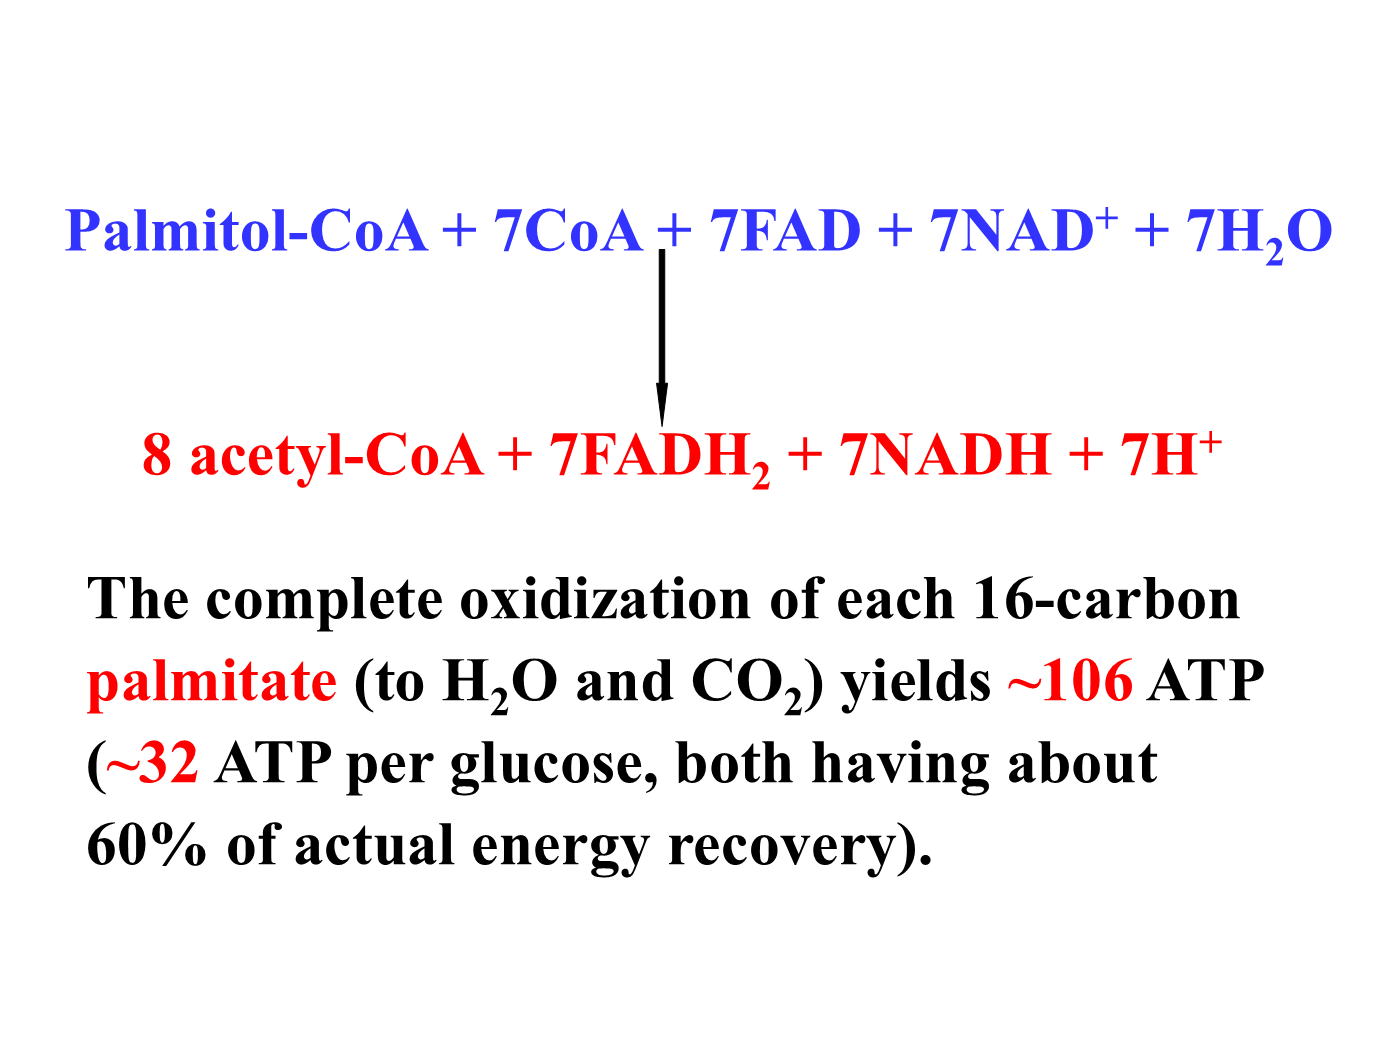 Palmitol-CoA + 7CoA + 7FAD + 7NAD⁺ + 7H₂O
8 acetyl-CoA + 7FADH₂ + 7NADH + 7H⁺
The complete oxidization of each 16-carbon
palmitate (to H₂O and CO₂) yields ~106 ATP
(~32 ATP per glucose, both having about
60% of actual energy recovery).